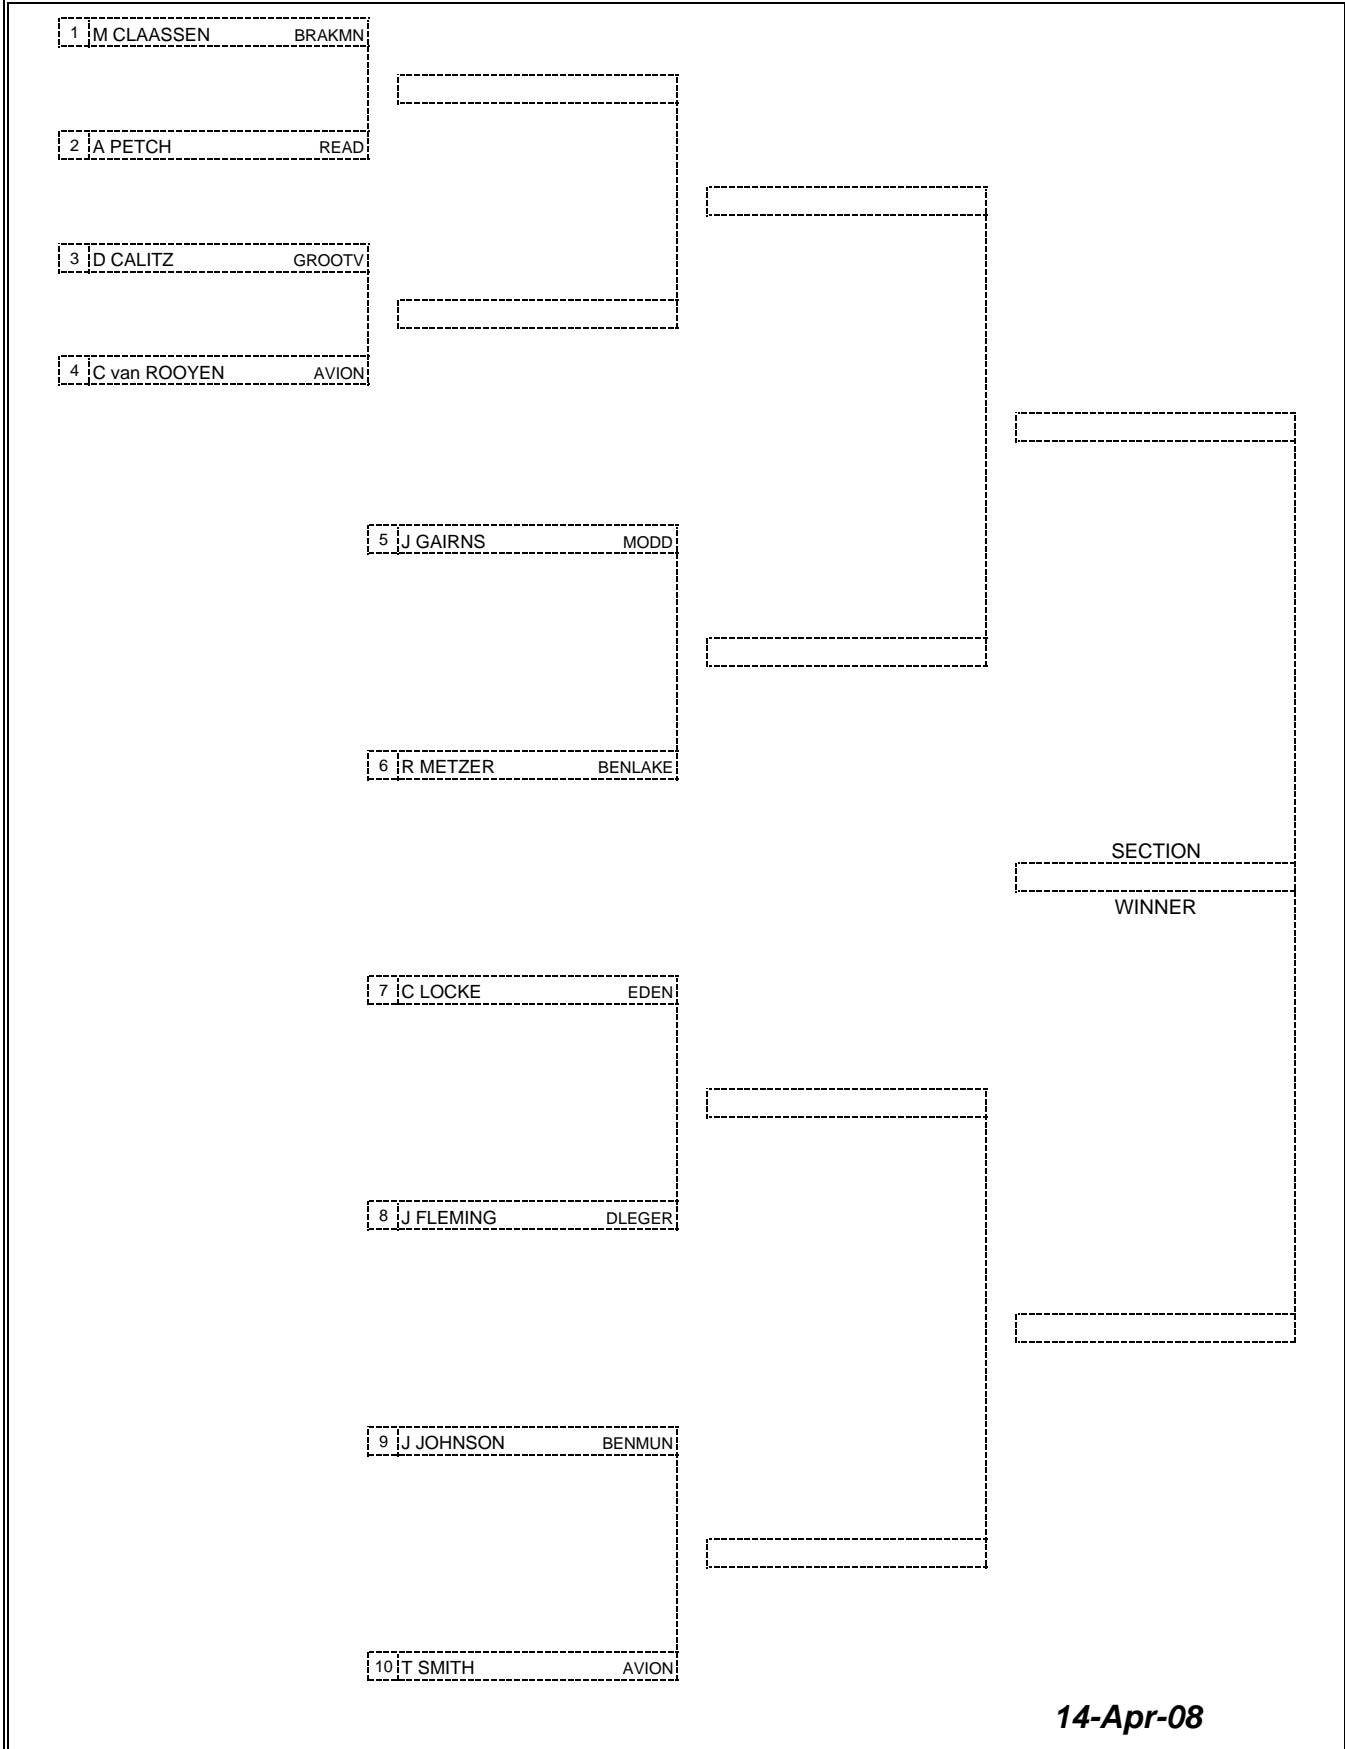 1 M CLAASSEN BRAKMN
2 A PETCH READ
3 D CALITZ GROOTV
4 C van ROOYEN AVION
5 J GAIRNS MODD
6 R METZER BENLAKE
SECTION
WINNER
7 C LOCKE EDEN
8 J FLEMING DLEGER
9 J JOHNSON BENMUN
10 T SMITH AVION
14-Apr-08